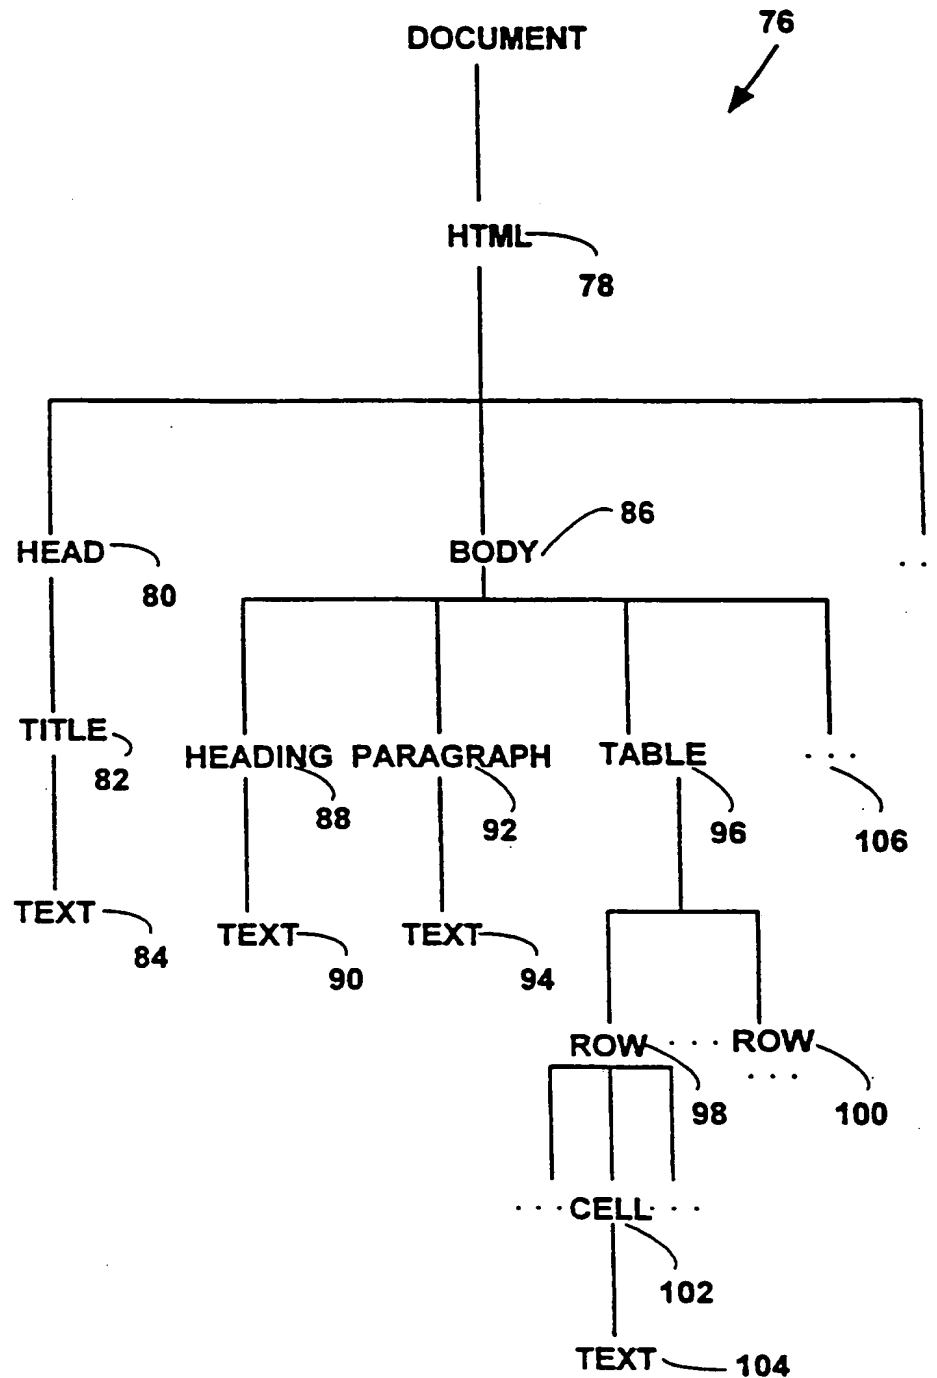 76
DOCUMENT
HTML
78
86
HEAD
BODY
. .
80
TITLE
82
HEADING PARAGRAPH TABLE . . .
88
92
96
106
TEXT
84
TEXT
TEXT
90
94
ROW . . . ROW
. . .
98
100
. . . CELL . . .
102
TEXT
104